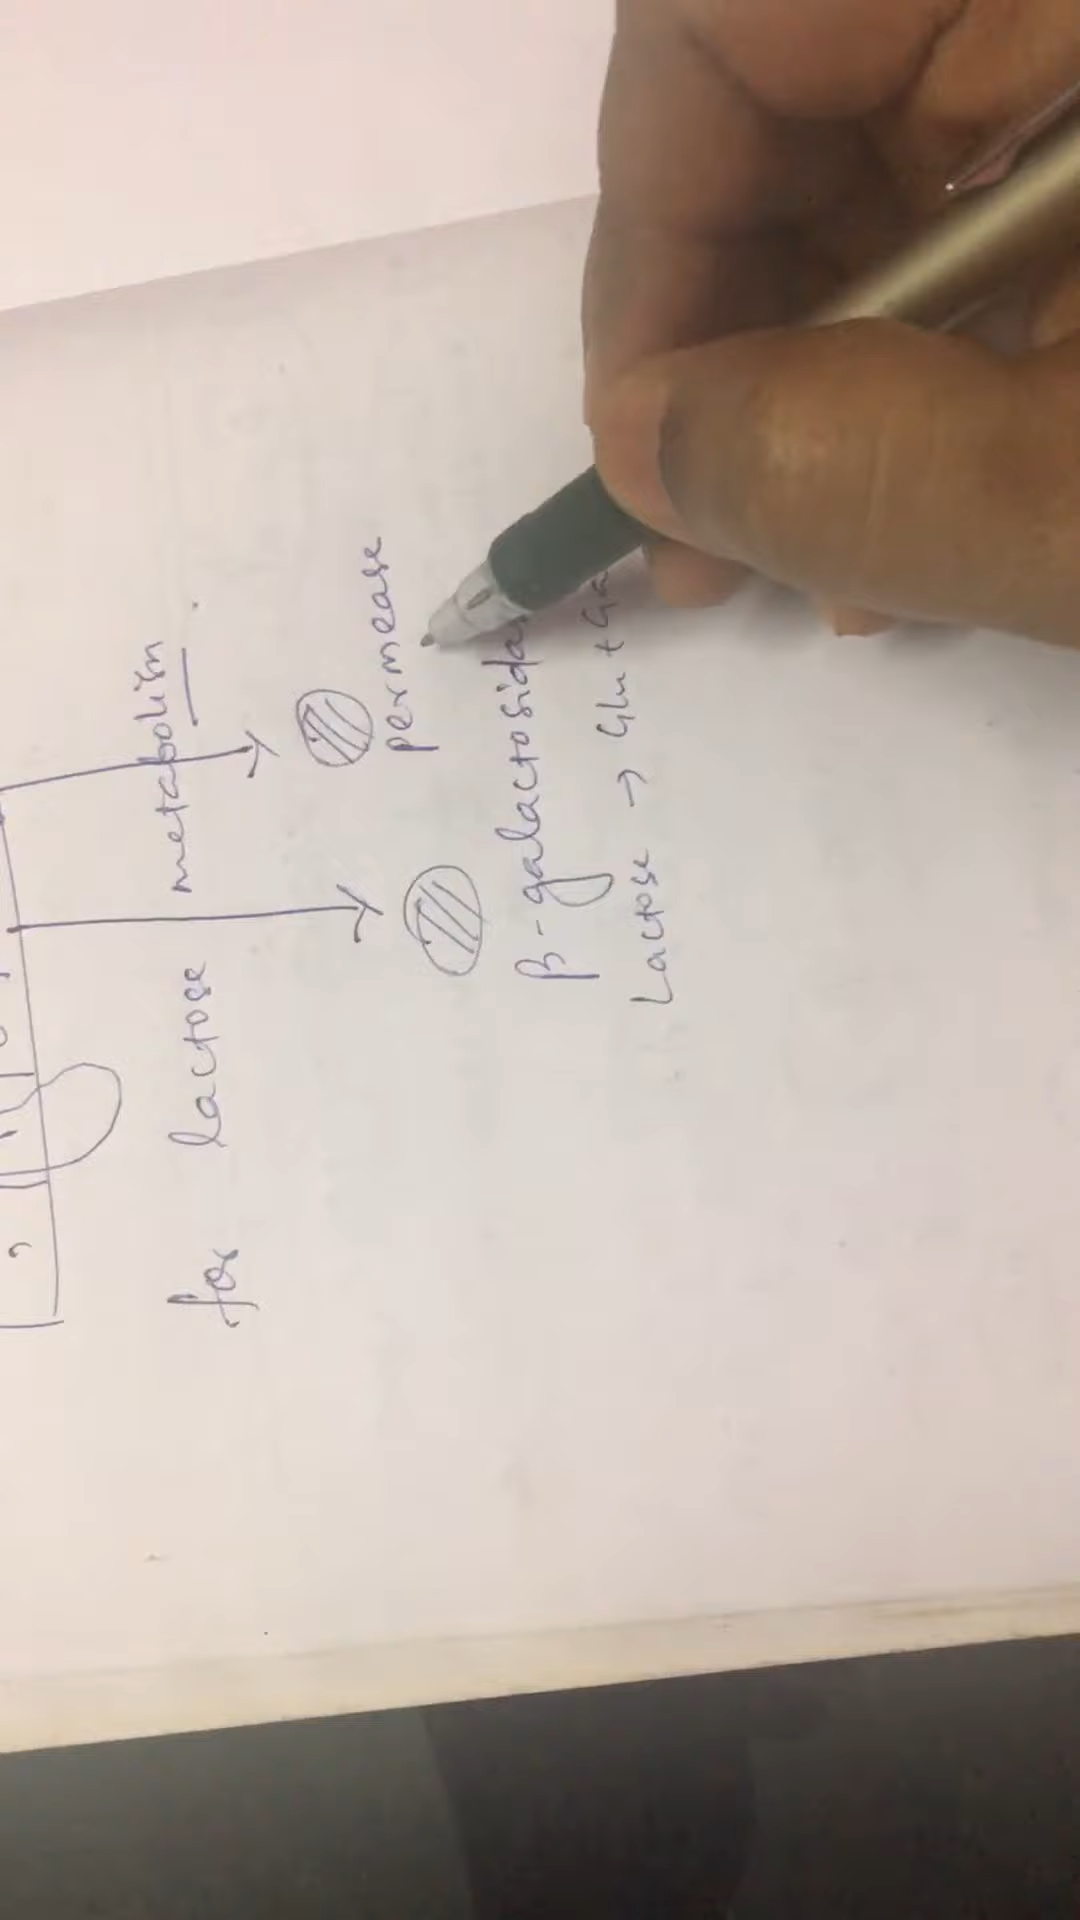 for lactose metabolism
permease
β-galactosida
Lactose → Glu + Ga